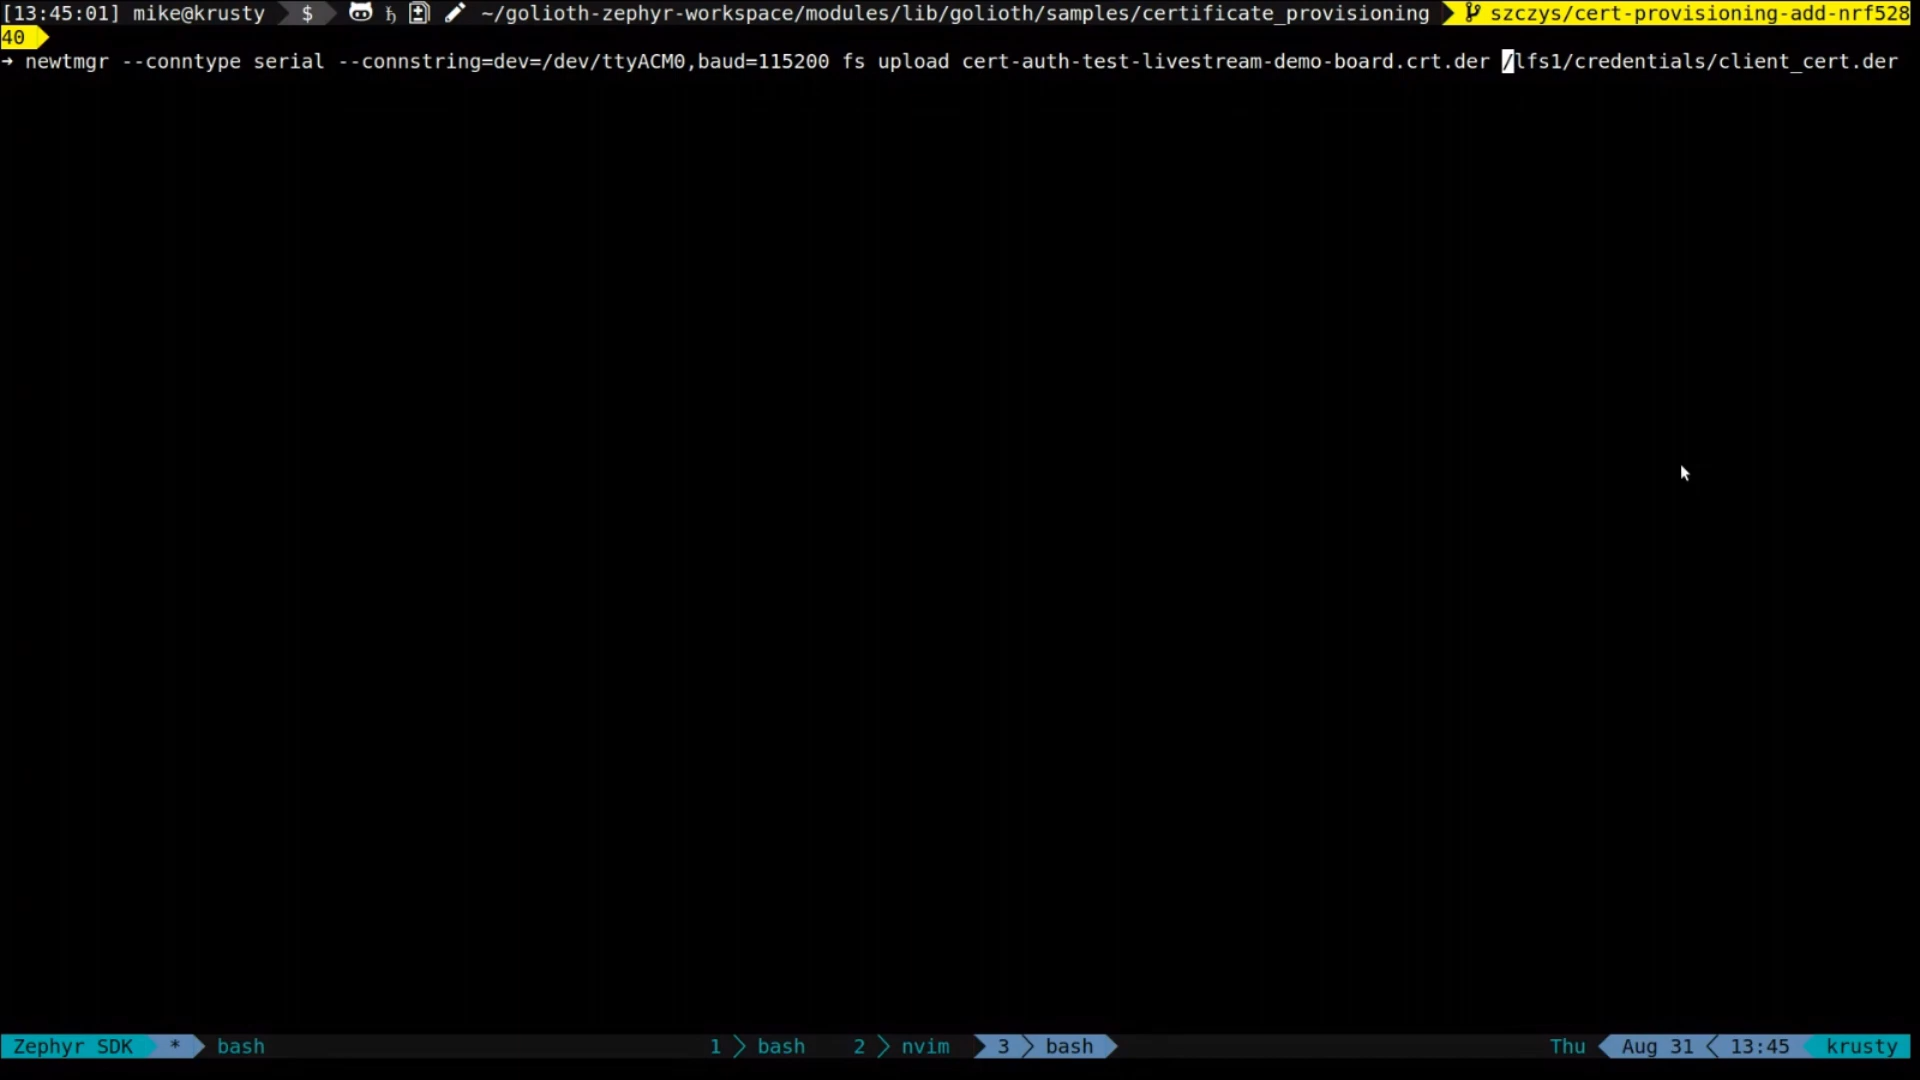 [13:45:01] mike@krusty $ ~/golioth-zephyr-workspace/modules/lib/golioth/samples/certificate_provisioning szczys/cert-provisioning-add-nrf528
40
➜ newtmgr --conntype serial --connstring=dev=/dev/ttyACM0,baud=115200 fs upload cert-auth-test-livestream-demo-board.crt.der /lfs1/credentials/client_cert.der
Zephyr SDK * bash 1 bash 2 nvim 3 bash Thu Aug 31 13:45 krusty